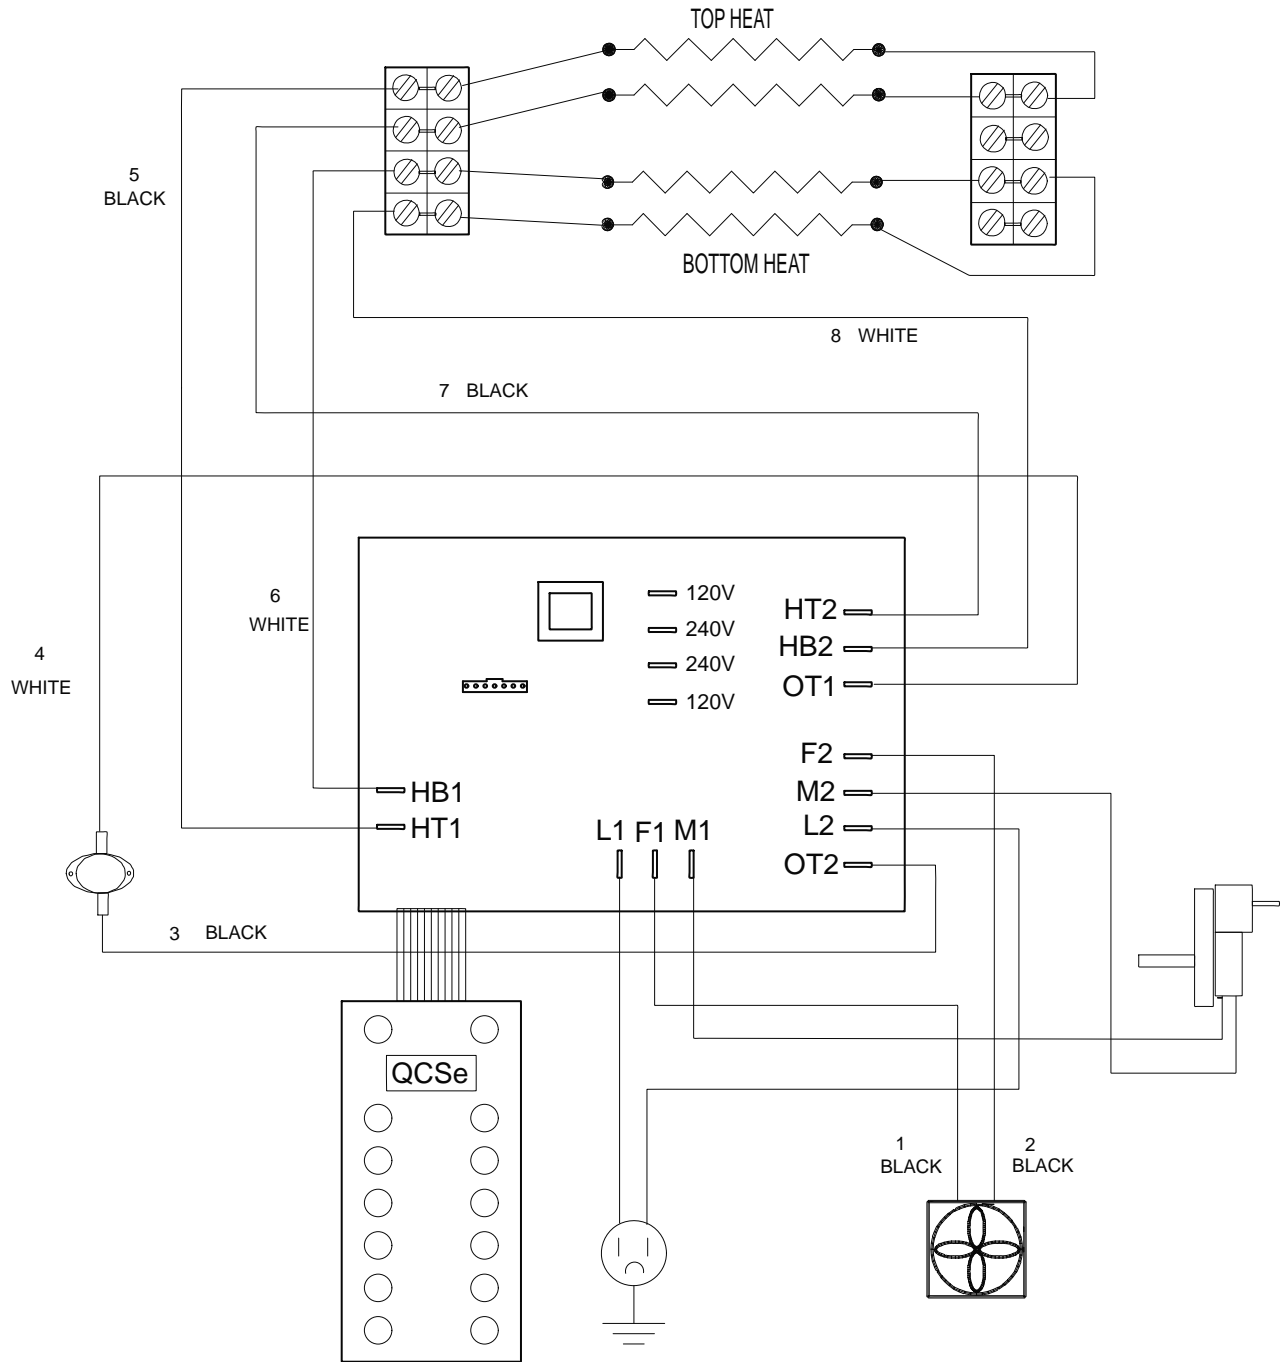 TOP HEAT
5
BLACK
BOTTOM HEAT
8 WHITE
7 BLACK
6
WHITE
120V
240V
240V
120V
HT2
HB2
OT1
4
WHITE
F2
M2
L2
OT2
HB1
HT1
L1 F1 M1
3 BLACK
QCSe
1
BLACK
2
BLACK